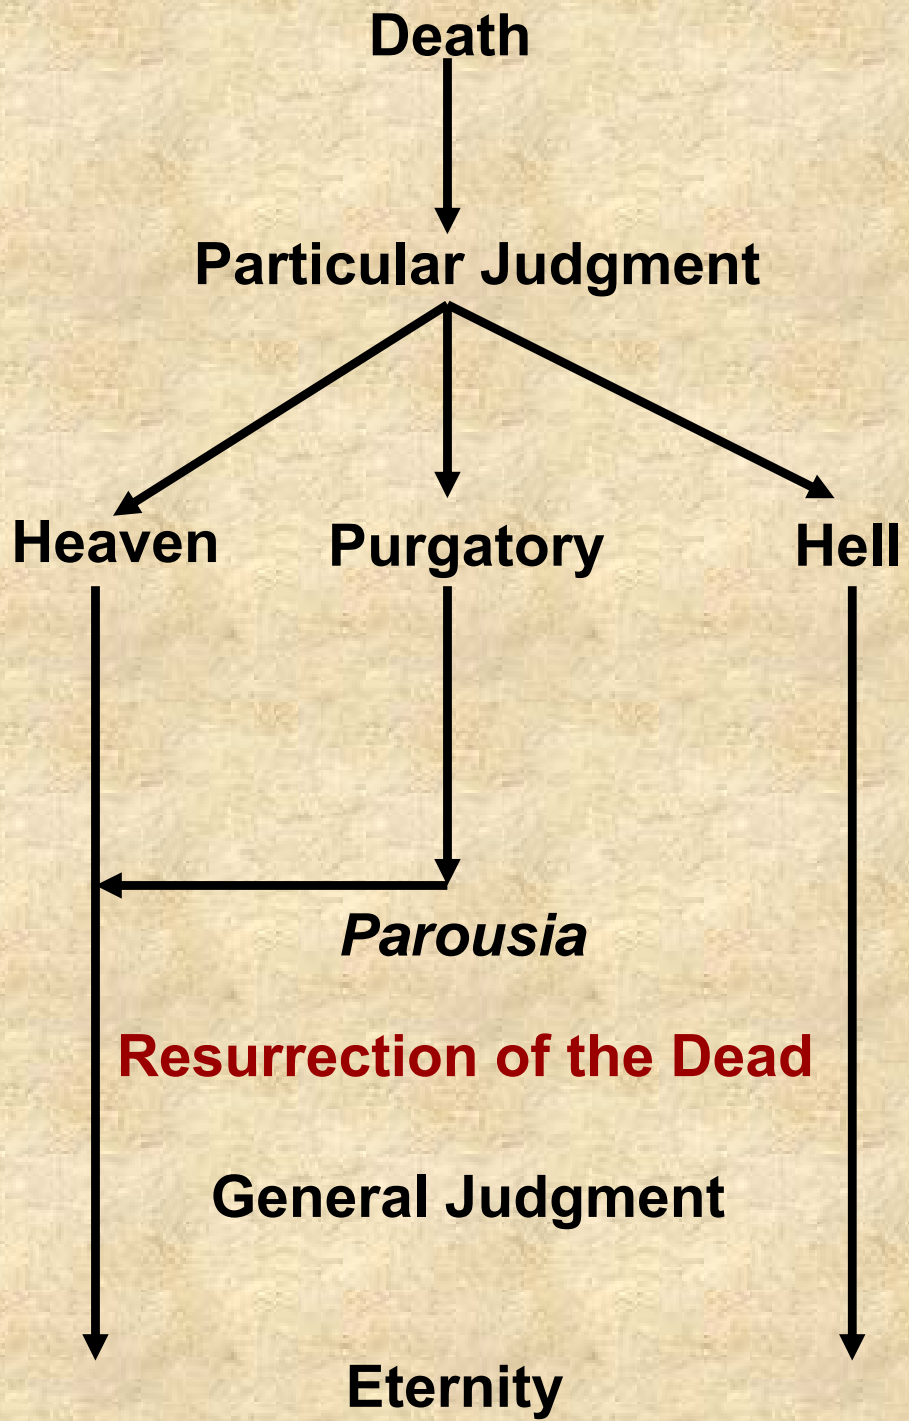 Death
Particular Judgment
Heaven Purgatory Hell
Parousia
Resurrection of the Dead
General Judgment
Eternity